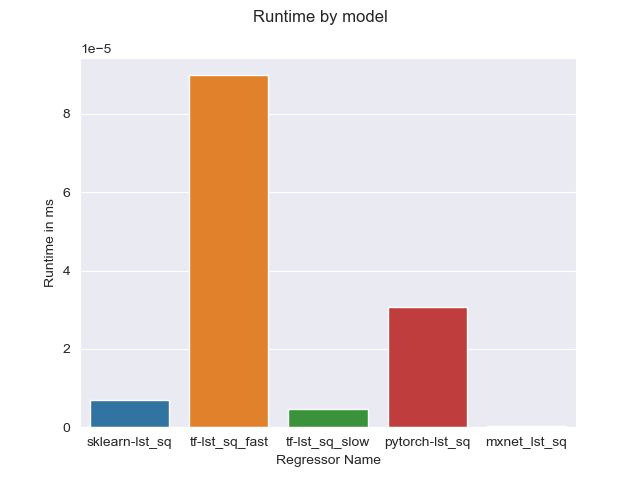 Runtime by model
1e−5
8
6
4
2
0
Runtime in ms
sklearn-lst_sq tf-lst_sq_fast tf-lst_sq_slow pytorch-lst_sq mxnet_lst_sq
Regressor Name